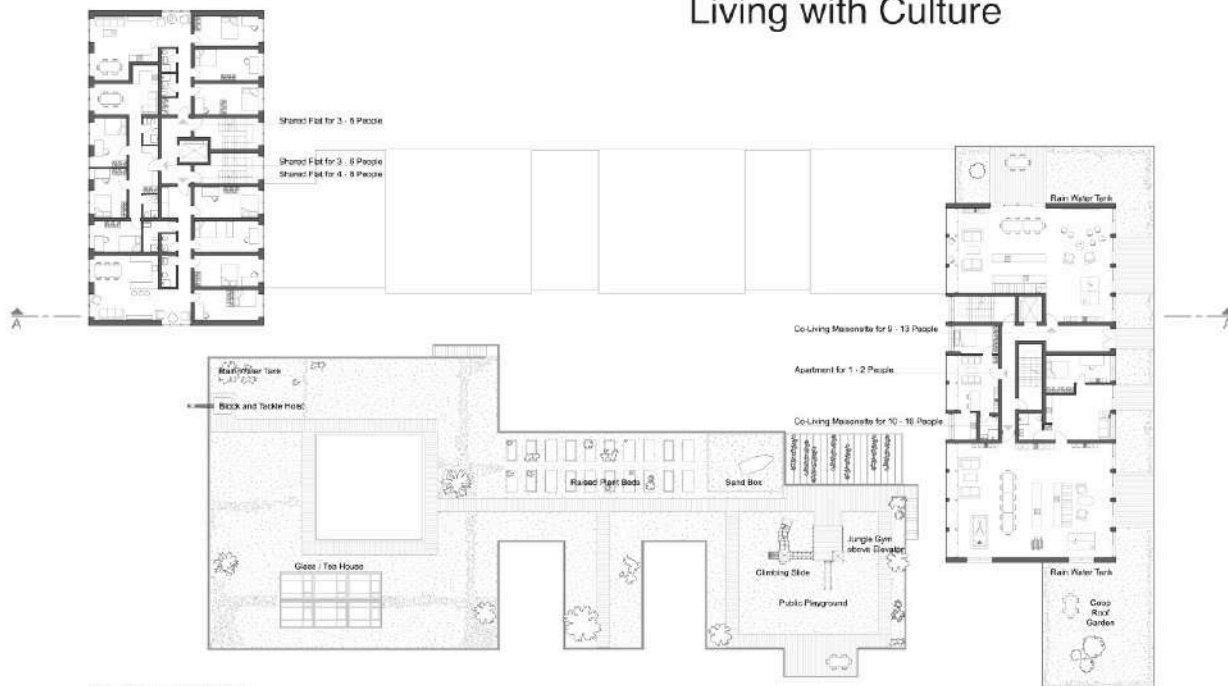 Living with Culture
Shared Flat for 3 - 6 People
Shared Flat for 3 - 6 People
Shared Flat for 4 - 8 People
Rain Water Tank
A
A
Co-Living Maisonette for 9 - 13 People
Apartment for 1 - 2 People
Co-Living Maisonette for 10 - 16 People
Rain Water Tank
Block and Tackle Hoist
Raised Plant Beds
Sand Box
Jungle Gym
above Elevator
Climbing Slide
Public Playground
Glass / Tea House
Rain Water Tank
Coop
Roof
Garden